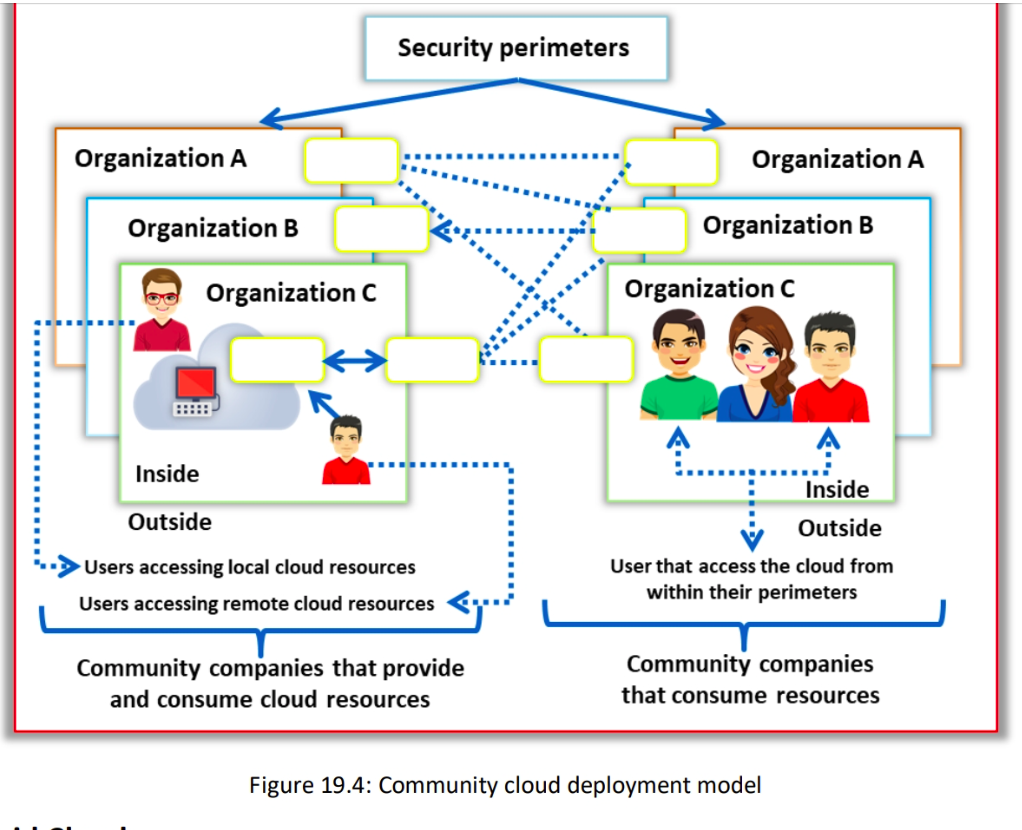 Security perimeters
Organization A
Organization B
Organization C
Inside
Outside
Users accessing local cloud resources
Users accessing remote cloud resources
Community companies that provide
and consume cloud resources
Organization A
Organization B
Organization C
Inside
Outside
User that access the cloud from
within their perimeters
Community companies
that consume resources
Figure 19.4: Community cloud deployment model